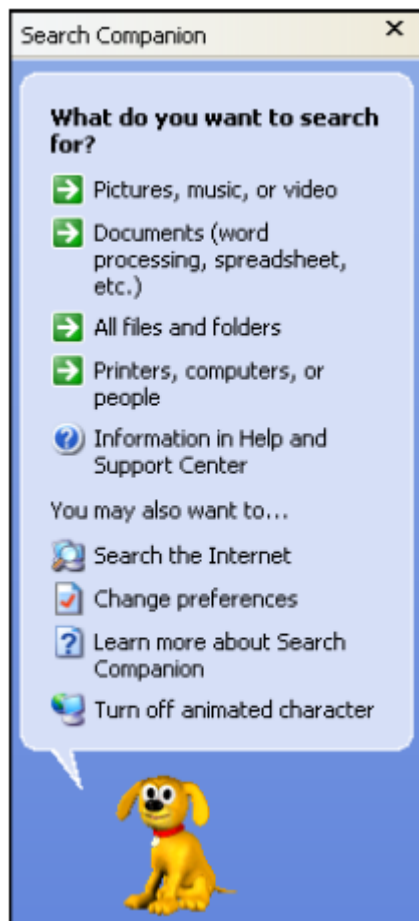 Search Companion
What do you want to search
for?
Pictures, music, or video
Documents (word
processing, spreadsheet,
etc.)
All files and folders
Printers, computers, or
people
Information in Help and
Support Center
You may also want to...
Search the Internet
Change preferences
Learn more about Search
Companion
Turn off animated character